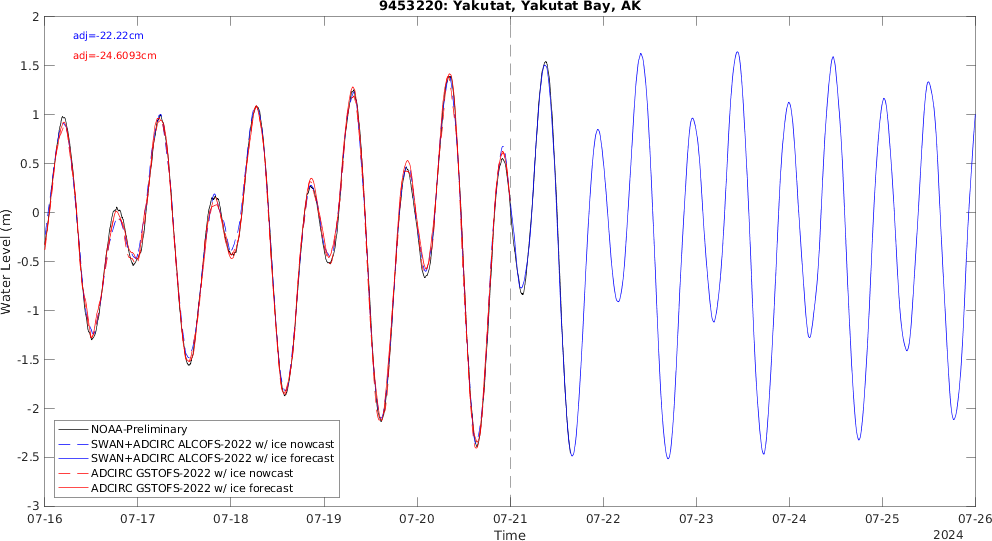 9453220: Yakutat, Yakutat Bay, AK
adj=-22.22cm
adj=-24.6093cm
2
1.5
1
0.5
0
-0.5
-1
-1.5
-2
-2.5
-3
Water Level (m)
NOAA-Preliminary
SWAN+ADCIRC ALCOFS-2022 w/ ice nowcast
SWAN+ADCIRC ALCOFS-2022 w/ ice forecast
ADCIRC GSTOFS-2022 w/ ice nowcast
ADCIRC GSTOFS-2022 w/ ice forecast
07-16 07-17 07-18 07-19 07-20 07-21 07-22 07-23 07-24 07-25 07-26
Time
2024